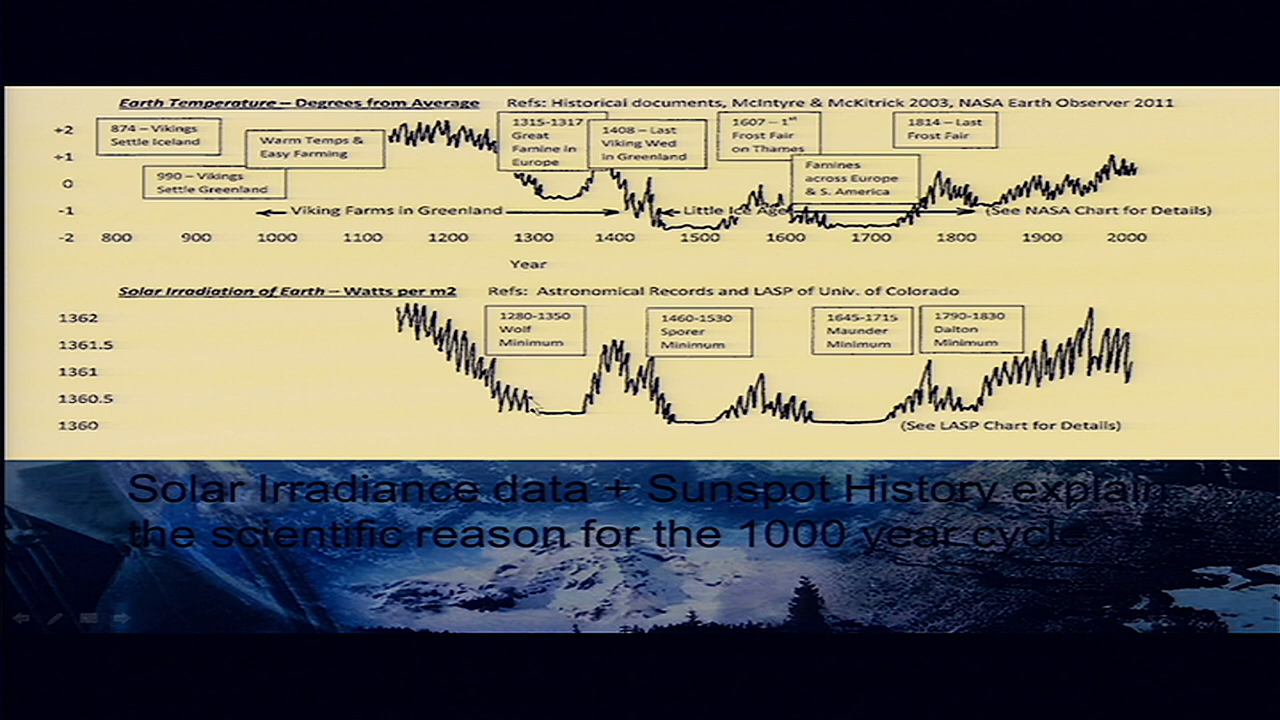 Earth Temperature – Degrees from Average Refs: Historical documents, McIntyre & McKitrick 2003, NASA Earth Observer 2011
+2
+1
0
-1
-2
874 – Vikings
Settle Iceland
990 – Vikings
Settle Greenland
Warm Temps &
Easy Farming
1315-1317
Great
Famine in
Europe
1408 – Last
Viking Wed
in Greenland
1607 – 1st
Frost Fair
on Thames
Famines
across Europe
& S. America
1814 – Last
Frost Fair
Viking Farms in Greenland
Little Ice Age
(See NASA Chart for Details)
800 900 1000 1100 1200 1300 1400 1500 1600 1700 1800 1900 2000
Year
Solar Irradiation of Earth – Watts per m2 Refs: Astronomical Records and LASP of Univ. of Colorado
1362
1361.5
1361
1360.5
1360
1280-1350
Wolf
Minimum
1460-1530
Sporer
Minimum
1645-1715
Maunder
Minimum
1790-1830
Dalton
Minimum
(See LASP Chart for Details)
Solar Irradiance data + Sunspot History explain
the scientific reason for the 1000 year cycle